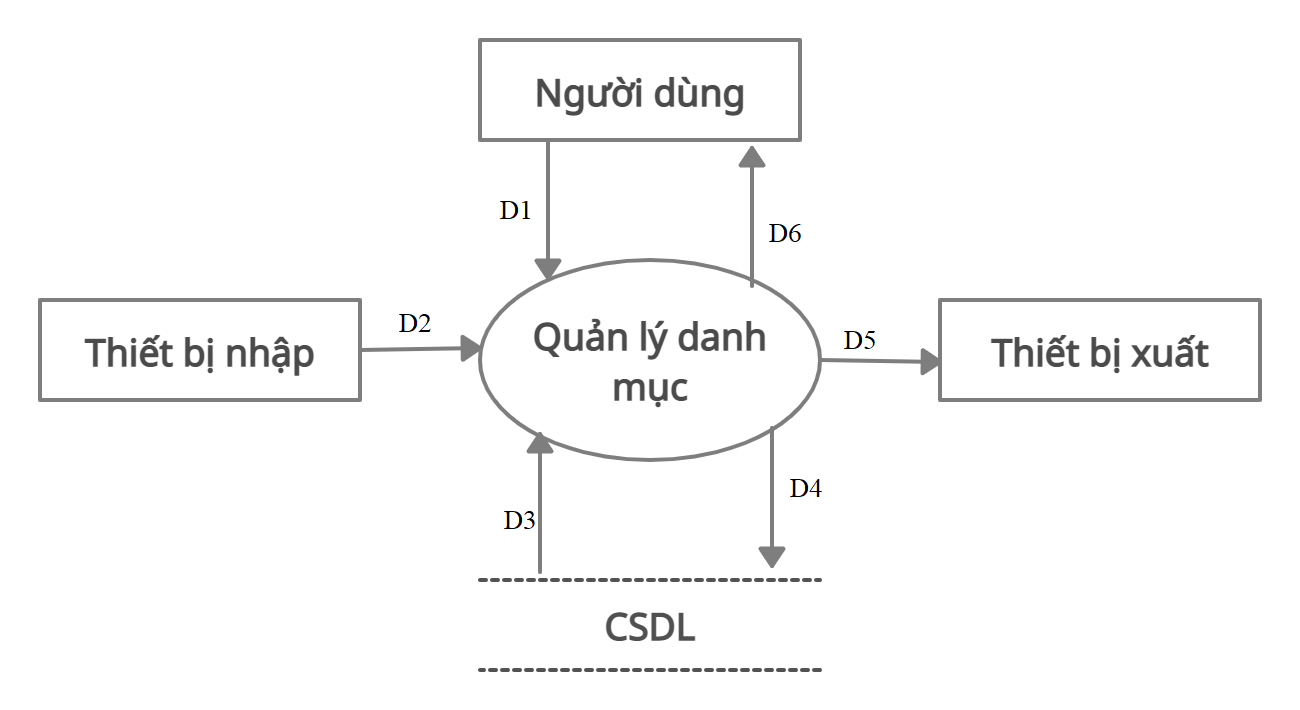 Người dùng
D1
D6
Thiết bị nhập
D2
Quản lý danh
mục
D5
Thiết bị xuất
D3
D4
CSDL